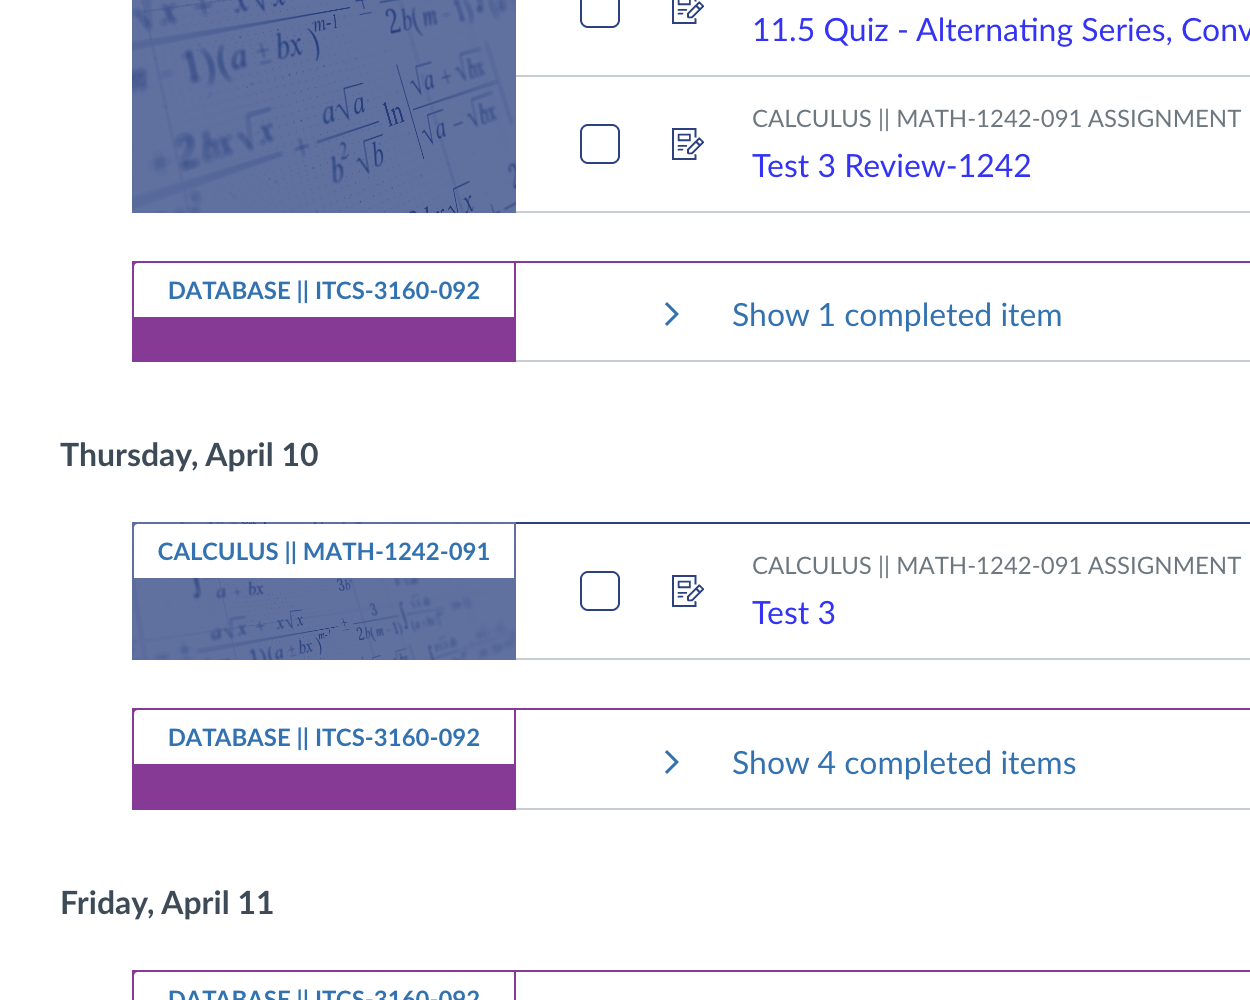 11.5 Quiz - Alternating Series, Conv
CALCULUS || MATH-1242-091 ASSIGNMENT
Test 3 Review-1242
DATABASE || ITCS-3160-092
Show 1 completed item
Thursday, April 10
CALCULUS || MATH-1242-091
CALCULUS || MATH-1242-091 ASSIGNMENT
Test 3
DATABASE || ITCS-3160-092
Show 4 completed items
Friday, April 11
DATABASE || ITCS-3160-092